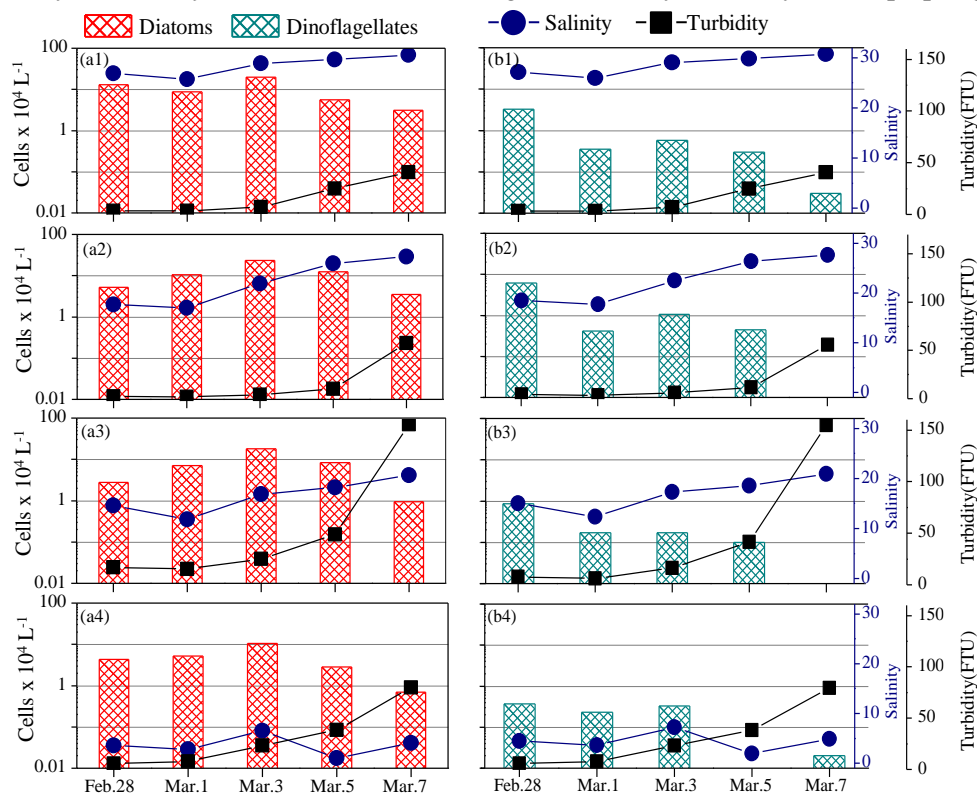 Diatoms Dinoflagellates Salinity Turbidity
(a1) (b1)
Cells x 10⁴ L⁻¹
100
1
0.01
30
20
10
0
Salinity
150
100
50
0
Turbidity(FTU)
(a2) (b2)
Cells x 10⁴ L⁻¹
100
1
0.01
30
20
10
0
Salinity
150
100
50
0
Turbidity(FTU)
(a3) (b3)
Cells x 10⁴ L⁻¹
100
1
0.01
30
20
10
0
Salinity
150
100
50
0
Turbidity(FTU)
(a4) (b4)
Cells x 10⁴ L⁻¹
100
1
0.01
30
20
10
0
Salinity
150
100
50
0
Turbidity(FTU)
Feb.28 Mar.1 Mar.3 Mar.5 Mar.7 Feb.28 Mar.1 Mar.3 Mar.5 Mar.7